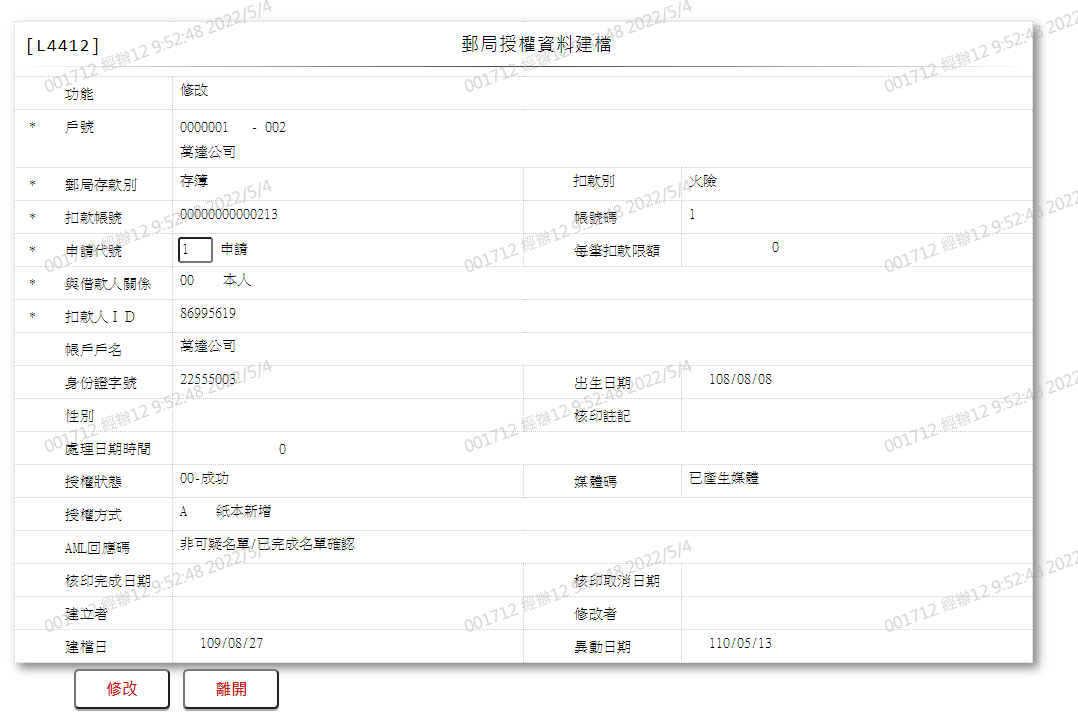 [L4412] 郵局授權資料建檔
功能 修改
* 戶號 0000001 - 002
萬達公司
* 郵局存款別 存簿 扣款別 火險
* 扣款帳號 00000000000213 帳號碼 1
* 申請代號 1 申請 每筆扣款限額 0
* 與借款人關係 00 本人
* 扣款人ＩＤ 86995619
帳戶戶名 萬達公司
身份證字號 22555003 出生日期 108/08/08
性別 核印註記
處理日期時間 0
授權狀態 00-成功 媒體碼 已產生媒體
授權方式 A 紙本新增
AML回應碼 非可疑名單/已完成名單確認
核印完成日期 核印取消日期
建立者 修改者
建檔日 109/08/27 異動日期 110/05/13
修改 離開
001712 經辦12 9:52:48 2022/5/4